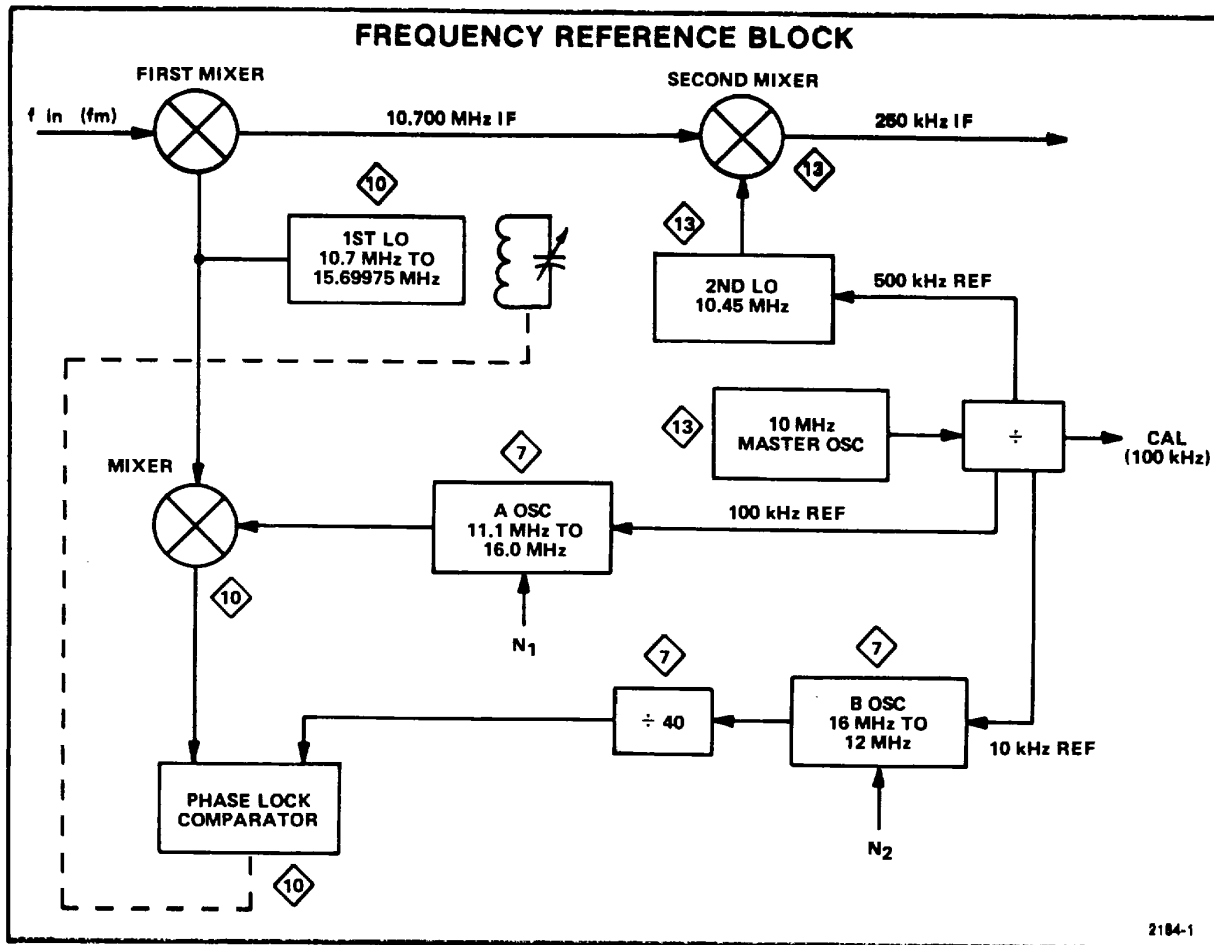 FREQUENCY REFERENCE BLOCK
FIRST MIXER
SECOND MIXER
f in (fm)
10.700 MHz IF
250 kHz IF
10
13
1ST LO
10.7 MHz TO
15.69975 MHz
13
2ND LO
10.45 MHz
500 kHz REF
13
10 MHz
MASTER OSC
÷
CAL
(100 kHz)
MIXER
7
A OSC
11.1 MHz TO
16.0 MHz
100 kHz REF
10
N1
7
7
÷ 40
B OSC
16 MHz TO
12 MHz
10 kHz REF
PHASE LOCK
COMPARATOR
N2
10
2184-1